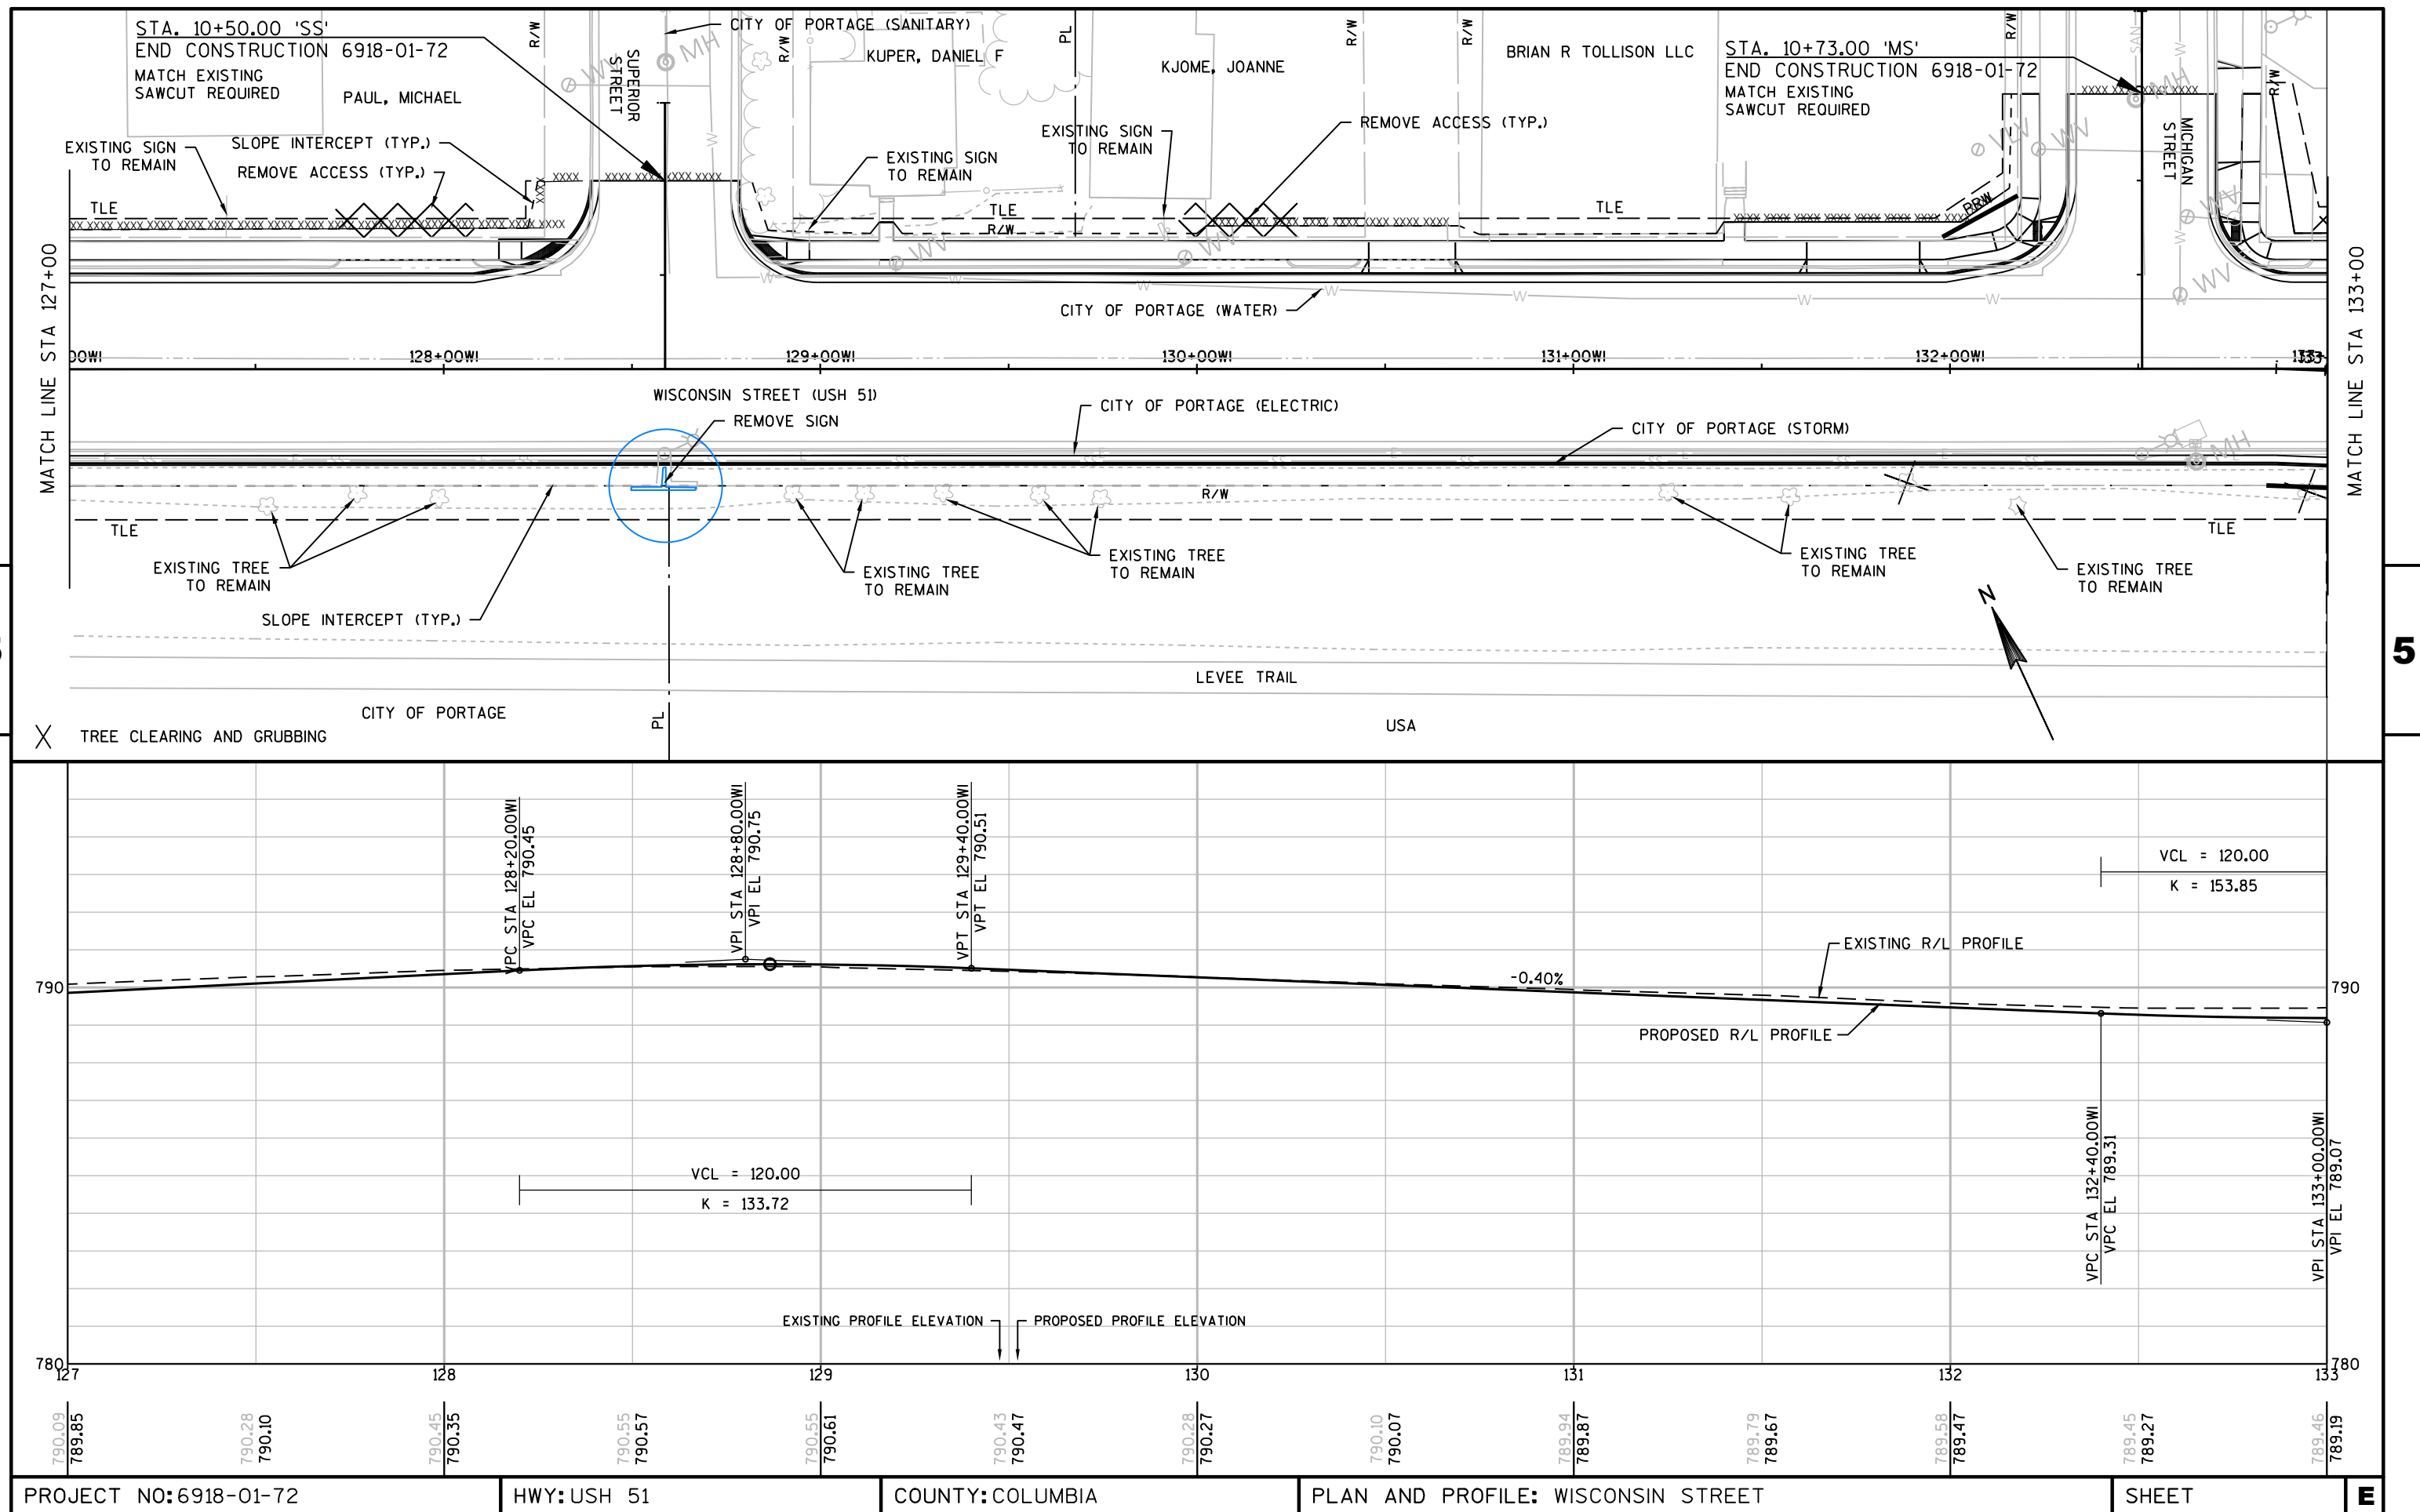 STA. 10+50.00 'SS'
END CONSTRUCTION 6918-01-72
MATCH EXISTING
SAWCUT REQUIRED
PAUL, MICHAEL
EXISTING SIGN
TO REMAIN
SLOPE INTERCEPT (TYP.)
REMOVE ACCESS (TYP.)
TLE
R/W
SUPERIOR
STREET
CITY OF PORTAGE (SANITARY)
MH
WV
R/W
KUPER, DANIEL F
PL
EXISTING SIGN
TO REMAIN
KJOME, JOANNE
EXISTING SIGN
TO REMAIN
REMOVE ACCESS (TYP.)
R/W
R/W
BRIAN R TOLLISON LLC
STA. 10+73.00 'MS'
END CONSTRUCTION 6918-01-72
MATCH EXISTING
SAWCUT REQUIRED
R/W
SAN
MH
R/W
MICHIGAN
STREET
VLV
WV
WV
WV
TLE
R/W
WV
WV
TLE
PRW
CITY OF PORTAGE (WATER)
MATCH LINE STA 127+00
MATCH LINE STA 133+00
00WI
128+00WI
129+00WI
130+00WI
131+00WI
132+00WI
133+
WISCONSIN STREET (USH 51)
REMOVE SIGN
CITY OF PORTAGE (ELECTRIC)
CITY OF PORTAGE (STORM)
MH
R/W
TLE
TLE
EXISTING TREE
TO REMAIN
EXISTING TREE
TO REMAIN
EXISTING TREE
TO REMAIN
EXISTING TREE
TO REMAIN
EXISTING TREE
TO REMAIN
SLOPE INTERCEPT (TYP.)
N
5
LEVEE TRAIL
CITY OF PORTAGE
PL
USA
X TREE CLEARING AND GRUBBING
VPC STA 128+20.00WI
VPC EL 790.45
VPI STA 128+80.00WI
VPI EL 790.75
VPT STA 129+40.00WI
VPT EL 790.51
VCL = 120.00
K = 153.85
EXISTING R/L PROFILE
-0.40%
PROPOSED R/L PROFILE
790
790
VCL = 120.00
K = 133.72
VPC STA 132+40.00WI
VPC EL 789.31
VPI STA 133+00.00WI
VPI EL 789.07
EXISTING PROFILE ELEVATION
PROPOSED PROFILE ELEVATION
780
780
127 128 129 130 131 132 133
790.09 789.85
790.28 790.10
790.45 790.35
790.55 790.57
790.55 790.61
790.43 790.47
790.28 790.27
790.10 790.07
789.94 789.87
789.79 789.67
789.58 789.47
789.45 789.27
789.46 789.19
PROJECT NO: 6918-01-72
HWY: USH 51
COUNTY: COLUMBIA
PLAN AND PROFILE: WISCONSIN STREET
SHEET
E